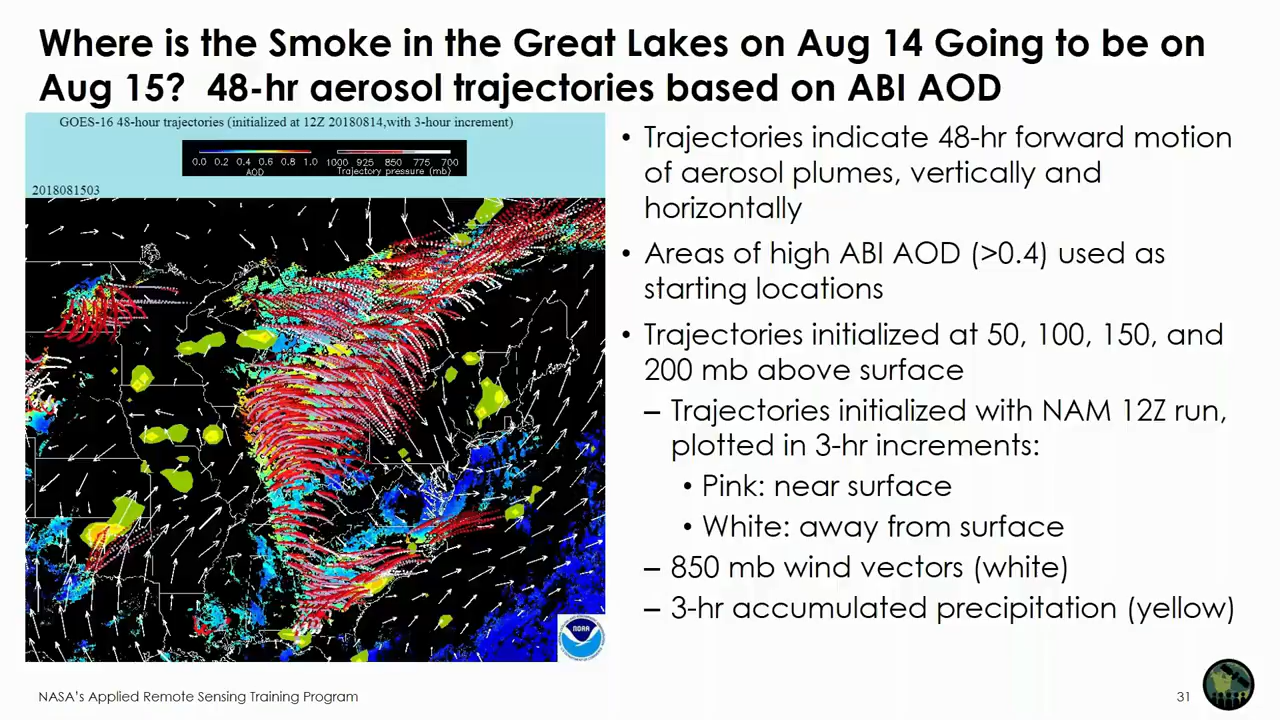 Where is the Smoke in the Great Lakes on Aug 14 Going to be on
Aug 15? 48-hr aerosol trajectories based on ABI AOD
GOES-16 48-hour trajectories (initialized at 12Z 20180814,with 3-hour increment)
0.0 0.2 0.4 0.6 0.8 1.0 1000 925 850 775 700
AOD Trajectory pressure (mb)
2018081503
NOAA
• Trajectories indicate 48-hr forward motion
of aerosol plumes, vertically and
horizontally
• Areas of high ABI AOD (>0.4) used as
starting locations
• Trajectories initialized at 50, 100, 150, and
200 mb above surface
– Trajectories initialized with NAM 12Z run,
plotted in 3-hr increments:
• Pink: near surface
• White: away from surface
– 850 mb wind vectors (white)
– 3-hr accumulated precipitation (yellow)
NASA's Applied Remote Sensing Training Program
31